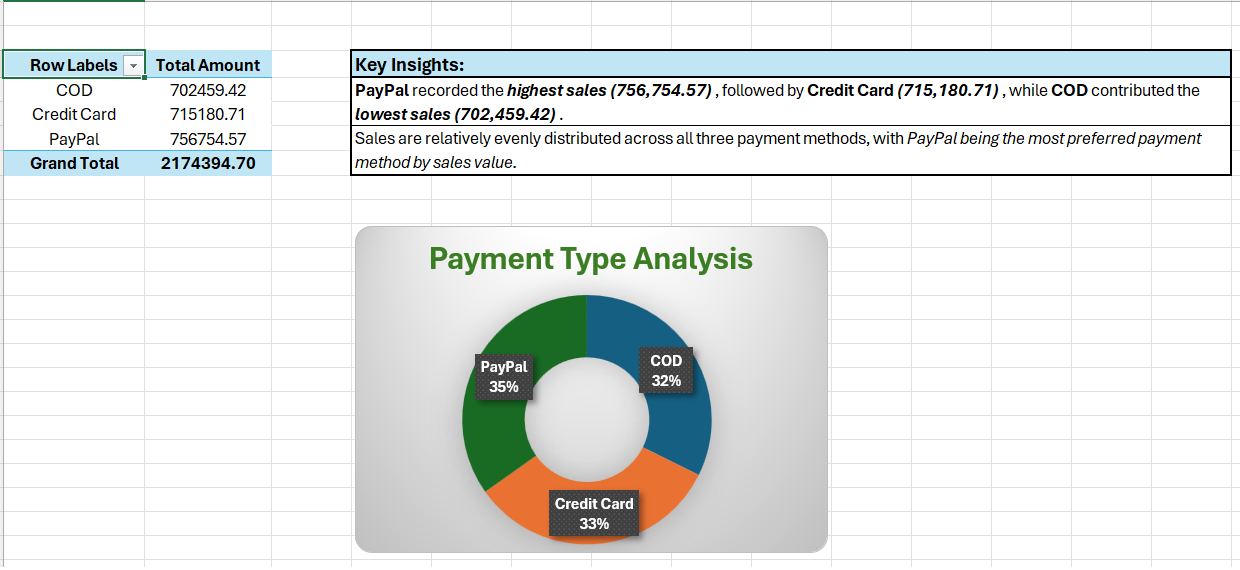 Row Labels Total Amount
COD 702459.42
Credit Card 715180.71
PayPal 756754.57
Grand Total 2174394.70
Key Insights:
PayPal recorded the highest sales (756,754.57) , followed by Credit Card (715,180.71) , while COD contributed the
lowest sales (702,459.42) .
Sales are relatively evenly distributed across all three payment methods, with PayPal being the most preferred payment
method by sales value.
Payment Type Analysis
PayPal
35%
COD
32%
Credit Card
33%